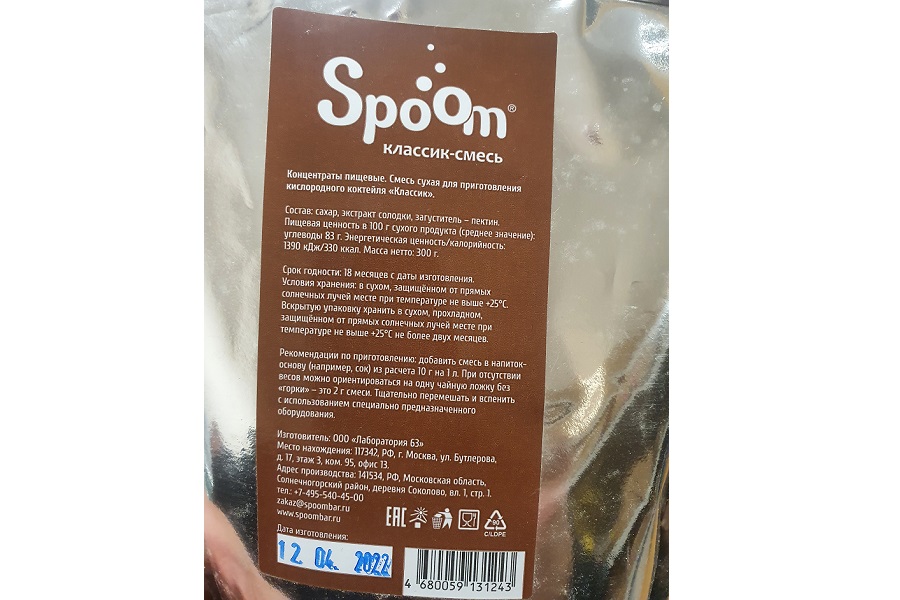 Spoom®
классик-смесь
Концентраты пищевые. Смесь сухая для приготовления
кислородного коктейля «Классик».
Состав: сахар, экстракт солодки, загуститель – пектин.
Пищевая ценность в 100 г сухого продукта (среднее значение):
углеводы 83 г. Энергетическая ценность/калорийность:
1390 кДж/330 ккал. Масса нетто: 300 г.
Срок годности: 18 месяцев с даты изготовления.
Условия хранения: в сухом, защищённом от прямых
солнечных лучей месте при температуре не выше +25°С.
Вскрытую упаковку хранить в сухом, прохладном,
защищённом от прямых солнечных лучей месте при
температуре не выше +25°С не более двух месяцев.
Рекомендации по приготовлению: добавить смесь в напиток-
основу (например, сок) из расчета 10 г на 1 л. При отсутствии
весов можно ориентироваться на одну чайную ложку без
«горки» – это 2 г смеси. Тщательно перемешать и вспенить
с использованием специально предназначенного
оборудования.
Изготовитель: ООО «Лаборатория 63»
Место нахождения: 117342, РФ, г. Москва, ул. Бутлерова,
д. 17, этаж 3, ком. 95, офис 13.
Адрес производства: 141534, РФ, Московская область,
Солнечногорский район, деревня Соколово, вл. 1, стр. 1.
тел.: +7-495-540-45-00
zakaz@spoombar.ru
www.spoombar.ru
EAC
90
C/LDPE
Дата изготовления:
12 04. 2022
4 680059 131243